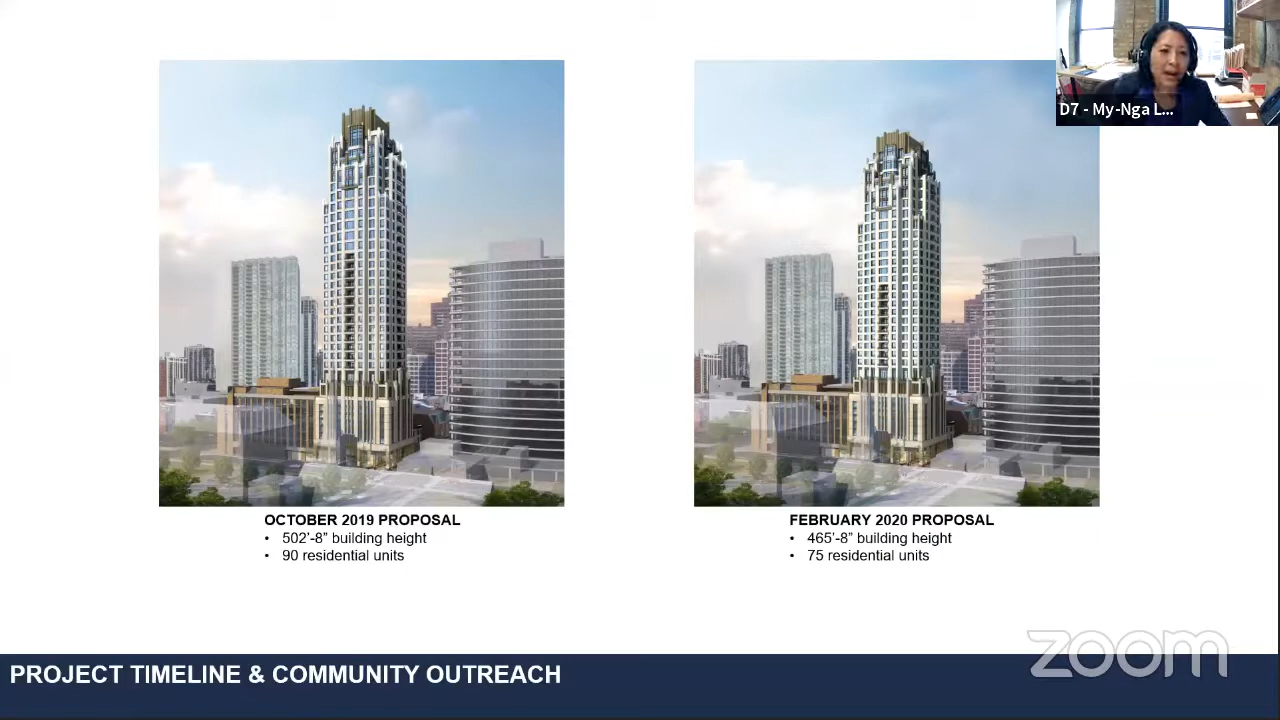 D7 - My-Nga L...
OCTOBER 2019 PROPOSAL
• 502'-8” building height
• 90 residential units
FEBRUARY 2020 PROPOSAL
• 465'-8” building height
• 75 residential units
zoom
PROJECT TIMELINE & COMMUNITY OUTREACH